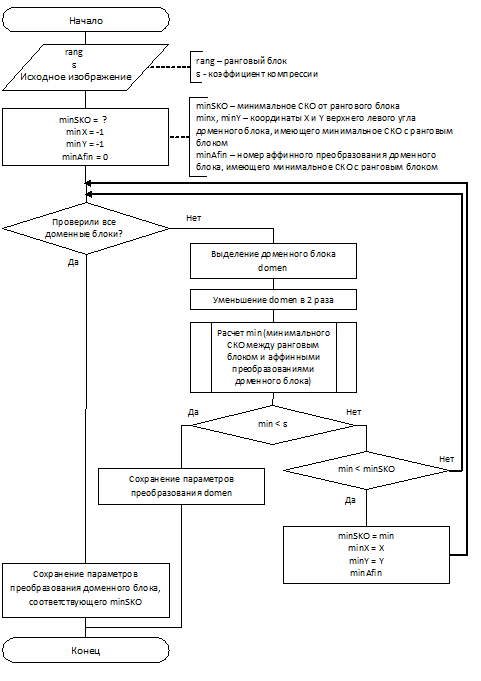 Начало
rang
s
Исходное изображение
rang – ранговый блок
s - коэффициент компрессии
minSKO = ?
minX = -1
minY = -1
minAfin = 0
minSKO – минимальное СКО от рангового блока
minx, minY – координаты X и Y верхнего левого угла
доменного блока, имеющего минимальное СКО с ранговым
блоком
minAfin – номер аффинного преобразования доменного
блока, имеющего минимальное СКО с ранговым блоком
Проверили все
доменные блоки?
Нет
Да
Выделение доменного блока
domen
Уменьшение domen в 2 раза
Расчет min (минимального
СКО между ранговым
блоком и аффинными
преобразованиями
доменного блока)
min < s
Да
Нет
min < minSKO
Нет
Да
Сохранение параметров
преобразования domen
minSKO = min
minX = X
minY = Y
minAfin
Сохранение параметров
преобразования доменного блока,
соответствующего minSKO
Конец